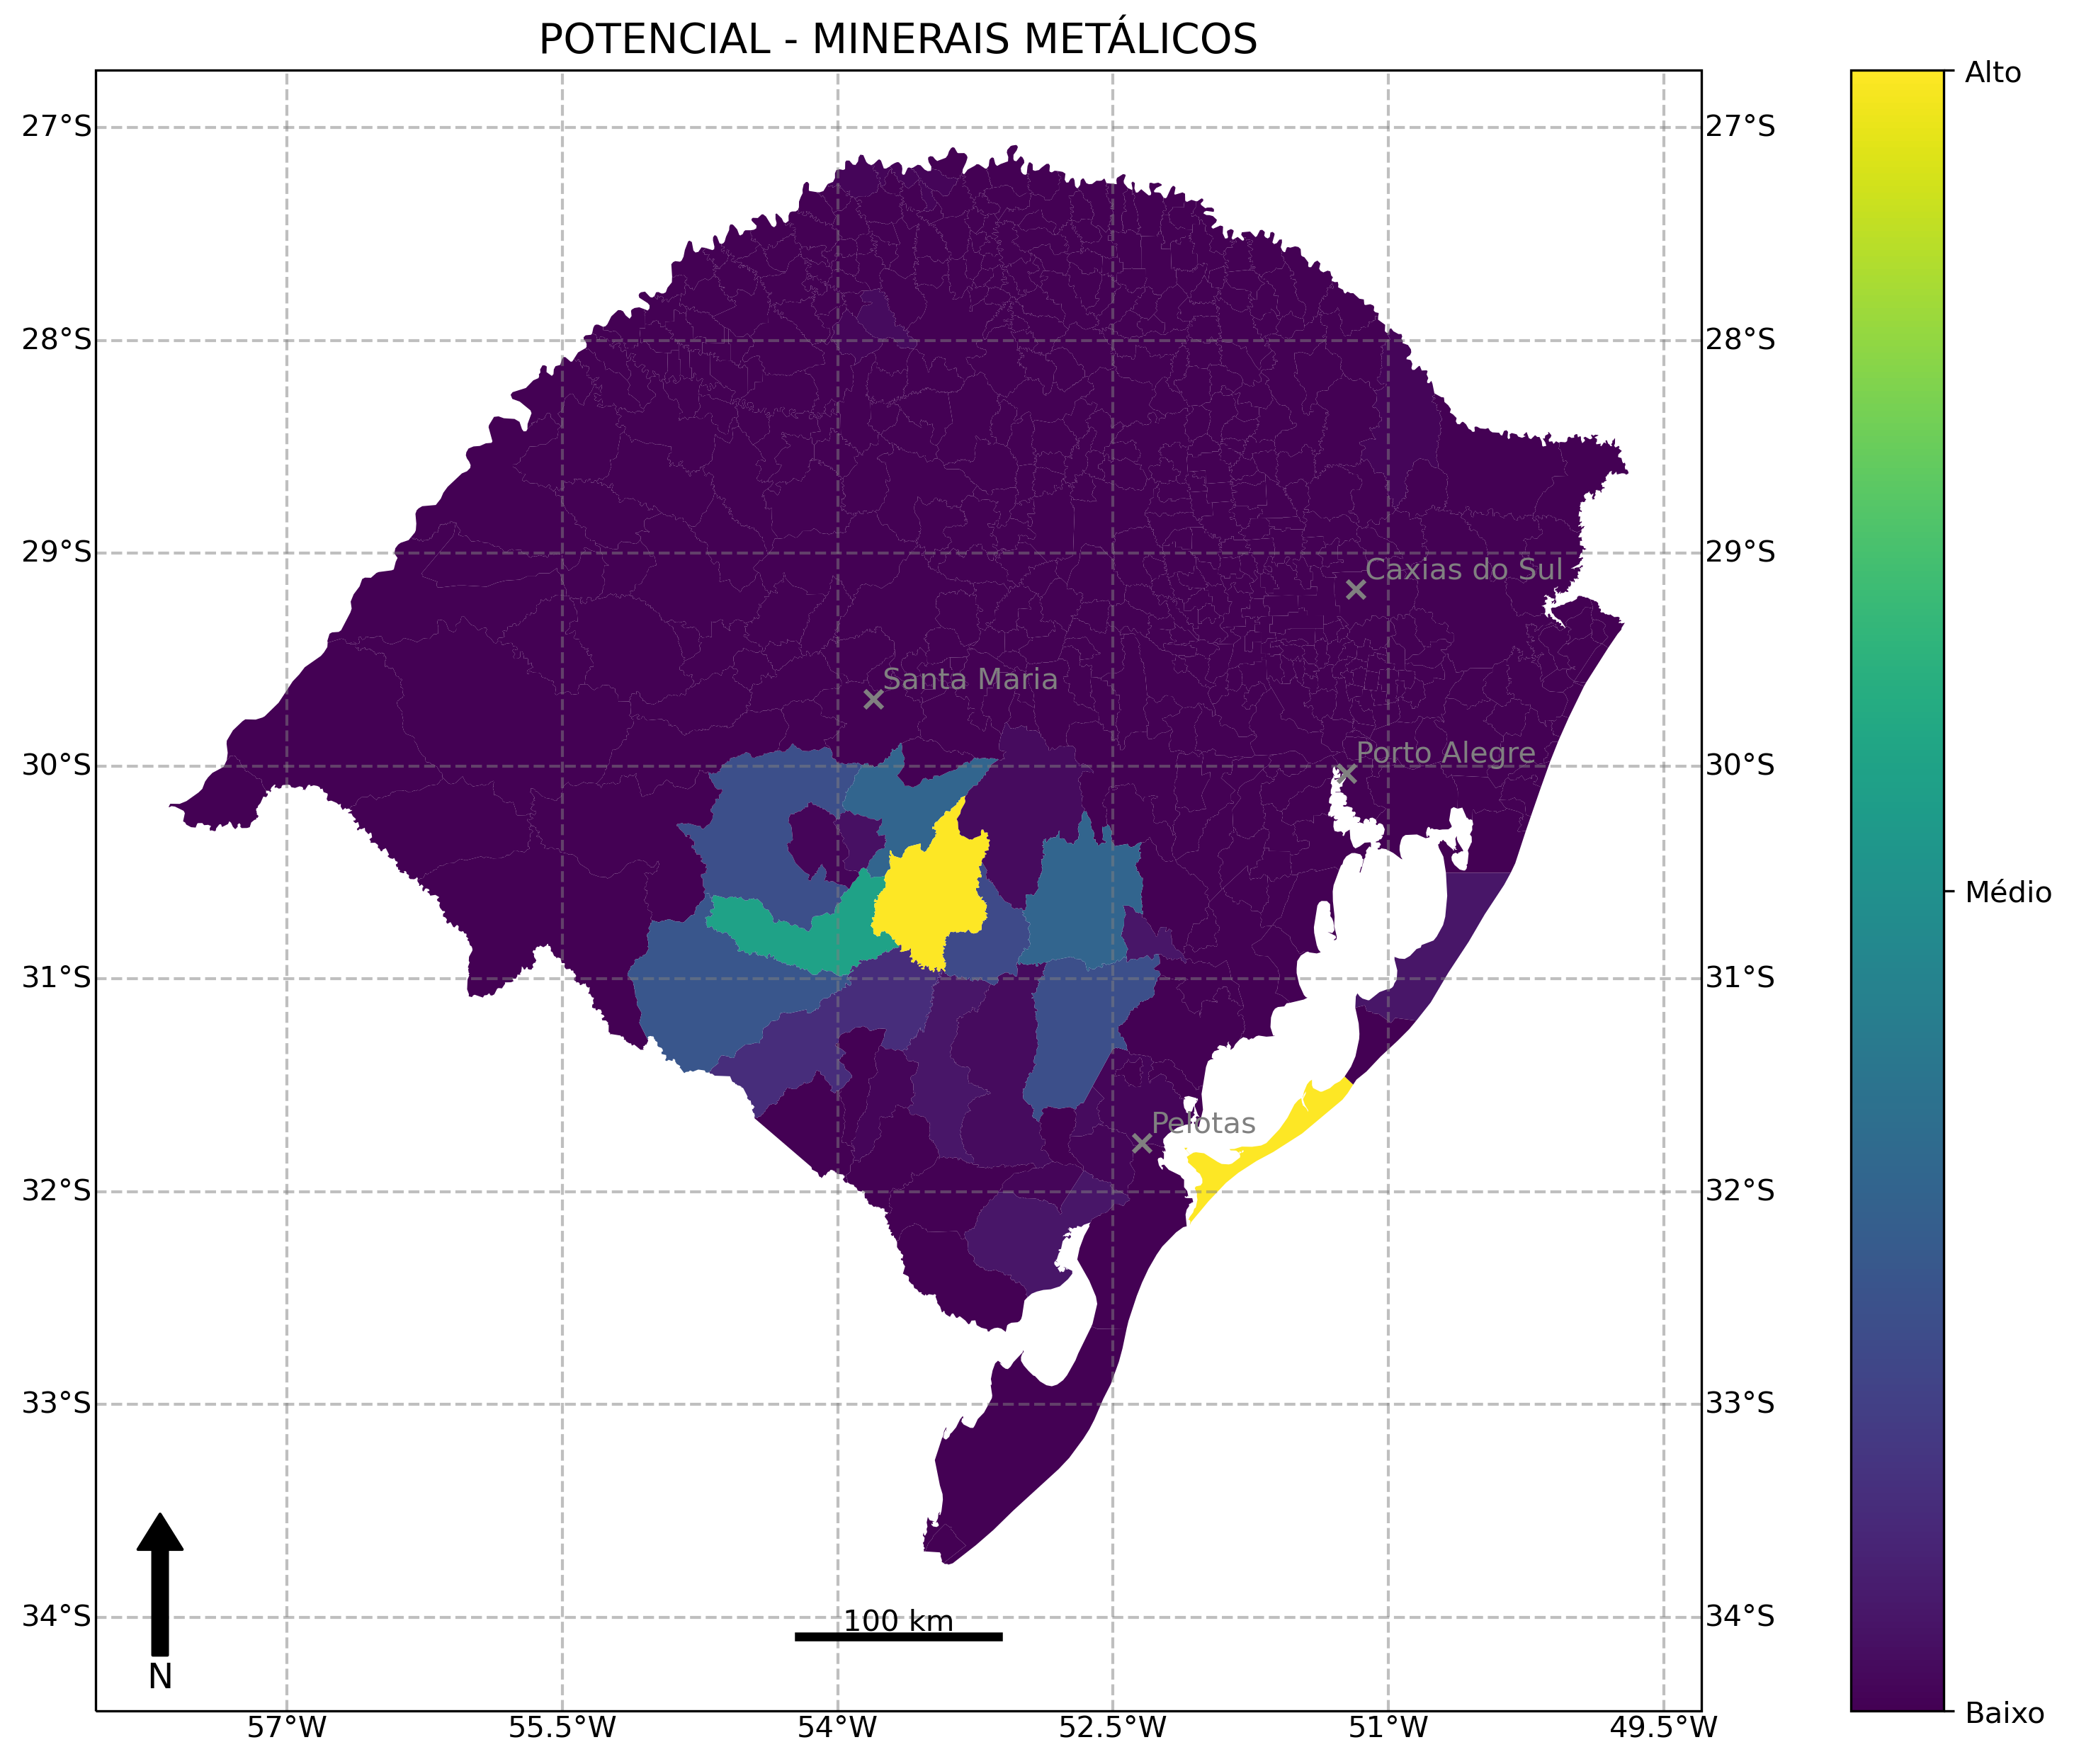 POTENCIAL - MINERAIS METÁLICOS
Alto
27°S
27°S
28°S
28°S
29°S
29°S
Caxias do Sul
Santa Maria
Porto Alegre
30°S
30°S
Médio
31°S
31°S
Pelotas
32°S
32°S
33°S
33°S
34°S
34°S
100 km
N
Baixo
57°W
55.5°W
54°W
52.5°W
51°W
49.5°W